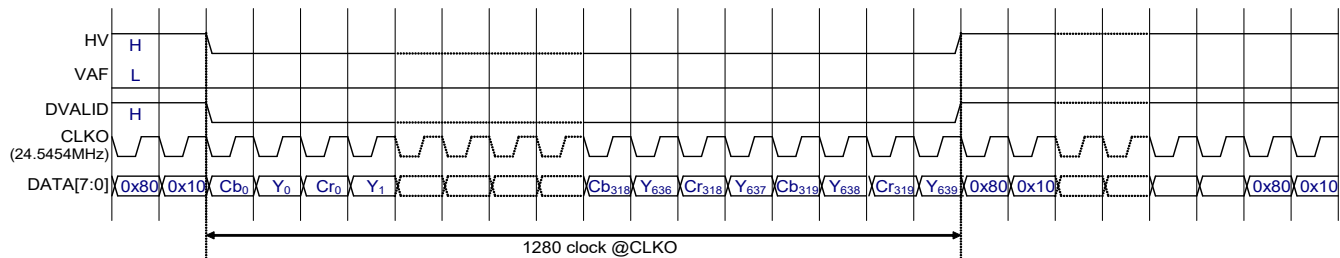 HV H
VAF L
DVALID H
CLKO
(24.5454MHz)
DATA[7:0] 0x80 0x10 Cb0 Y0 Cr0 Y1 Cb318 Y636 Cr318 Y637 Cb319 Y638 Cr319 Y639 0x80 0x10 0x80 0x10
1280 clock @CLKO